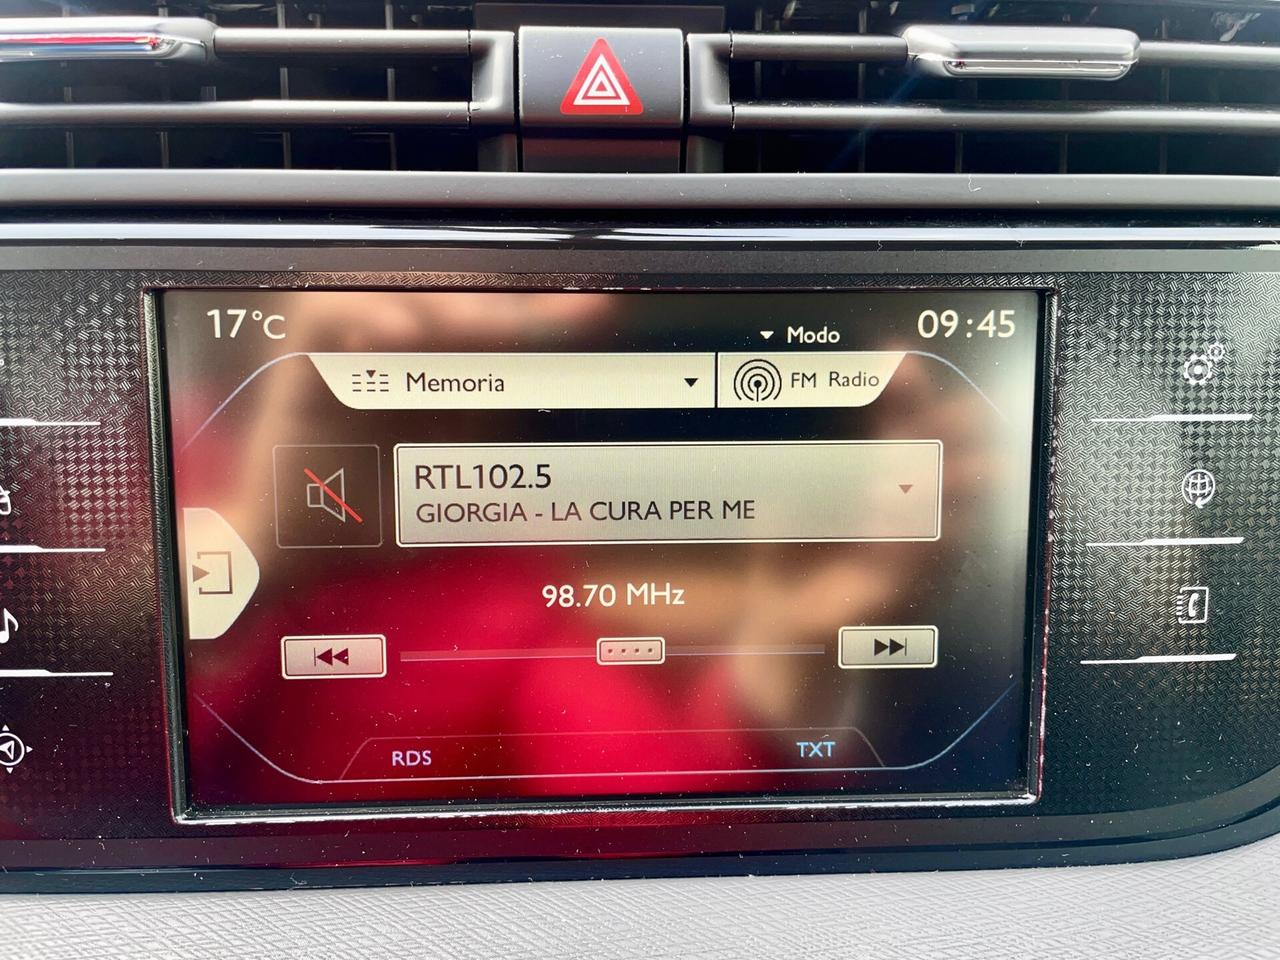 17°C
Modo
09:45
Memoria
FM Radio
RTL102.5
GIORGIA - LA CURA PER ME
98.70 MHz
RDS
TXT